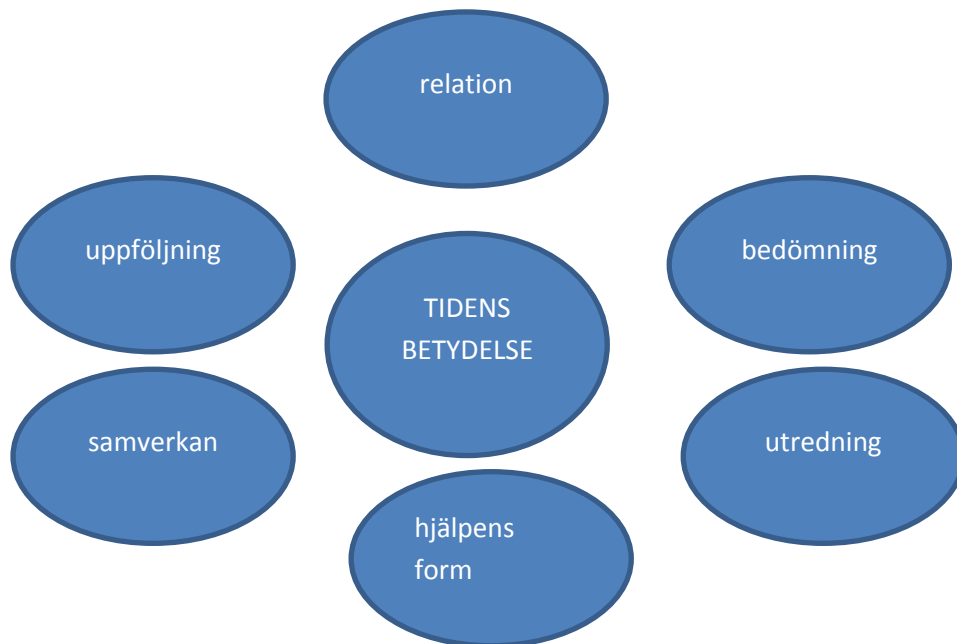 relation
uppföljning
bedömning
TIDENS
BETYDELSE
samverkan
utredning
hjälpens
form